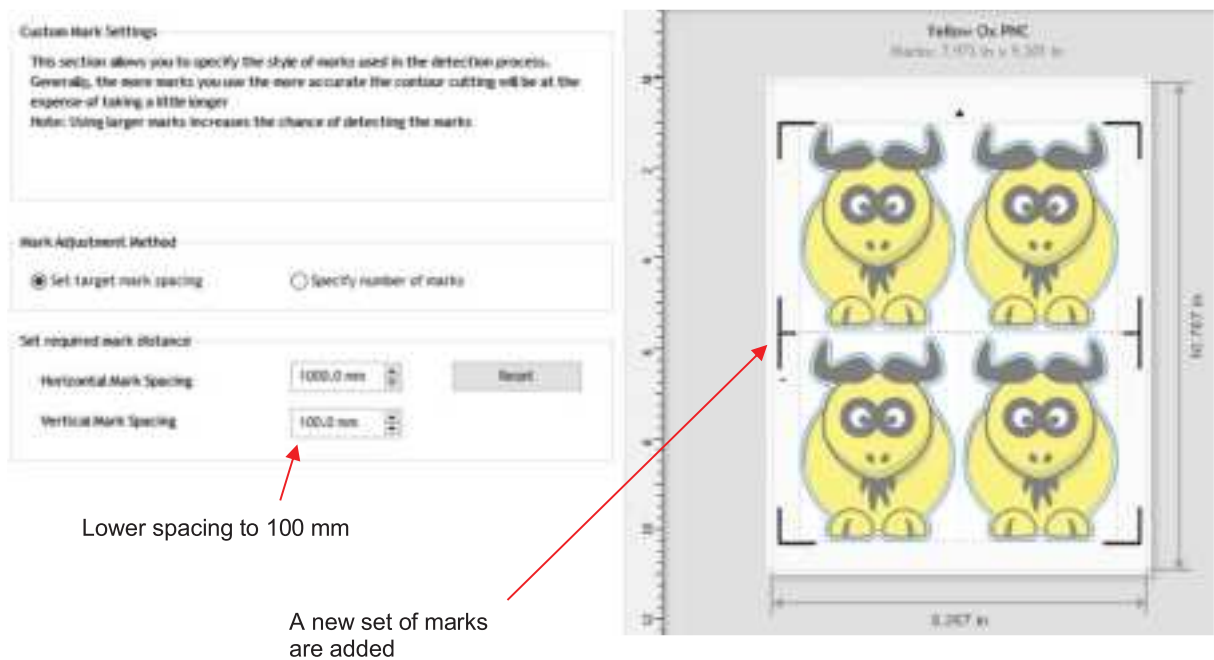 Custom Mark Settings
This section allows you to specify the style of marks used in the detection process.
Generally, the more marks you use the more accurate the contour cutting will be at the
expense of taking a little longer
Note: Using larger marks increases the chance of detecting the marks
Mark Adjustment Method
Set target mark spacing
Specify number of marks
Set required mark distance
Horizontal Mark Spacing
1000.0 mm
Reset
Vertical Mark Spacing
100.0 mm
Lower spacing to 100 mm
A new set of marks
are added
Yellow Ox PNC
8.267 in